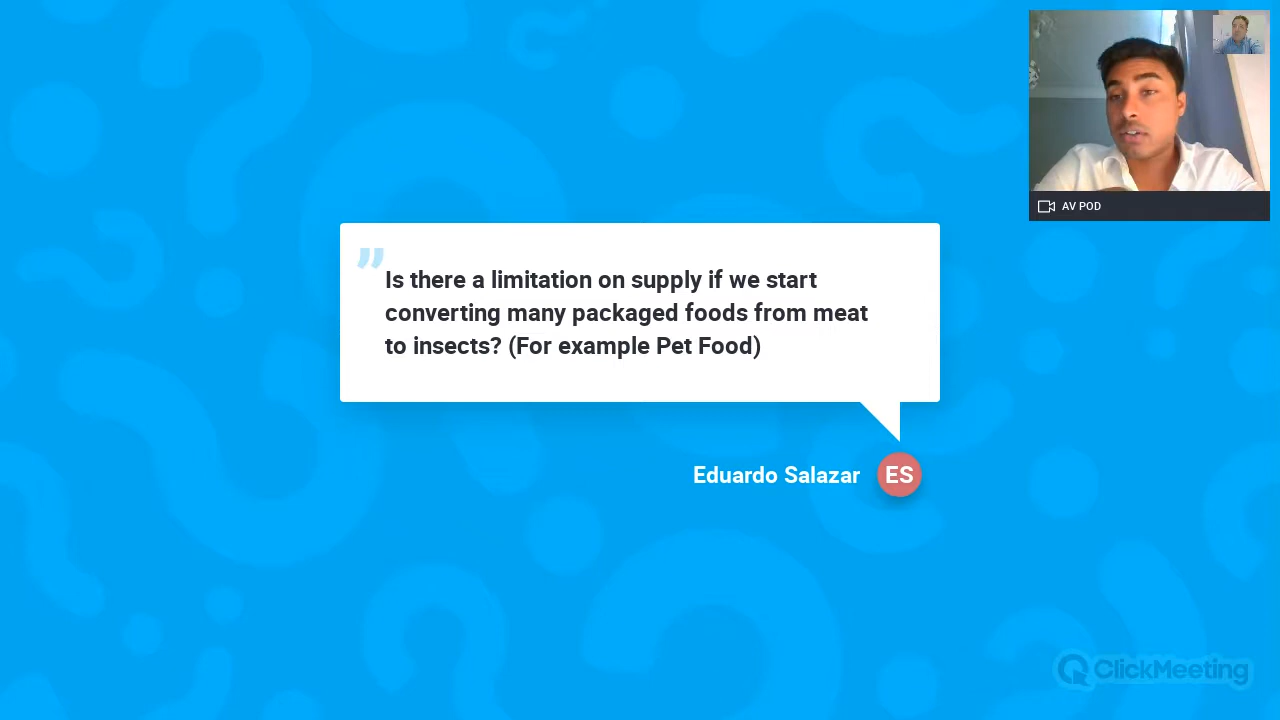 AV POD
"
Is there a limitation on supply if we start
converting many packaged foods from meat
to insects? (For example Pet Food)
Eduardo Salazar ES
ClickMeeting